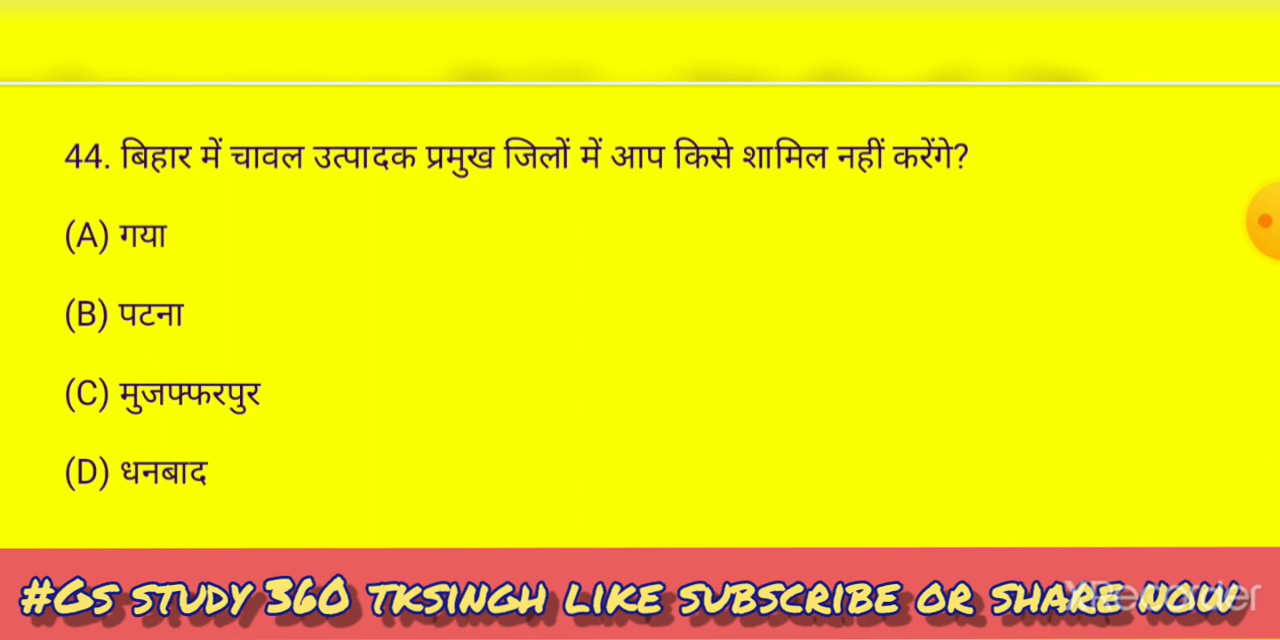 44. बिहार में चावल उत्पादक प्रमुख जिलों में आप किसे शामिल नहीं करेंगे?
(A) गया
(B) पटना
(C) मुजफ्फरपुर
(D) धनबाद
#GS STUDY 360 TKSINGH LIKE SUBSCRIBE OR SHARE NOW
XRecorder